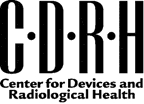 C•D•R•H
Center for Devices and
Radiological Health